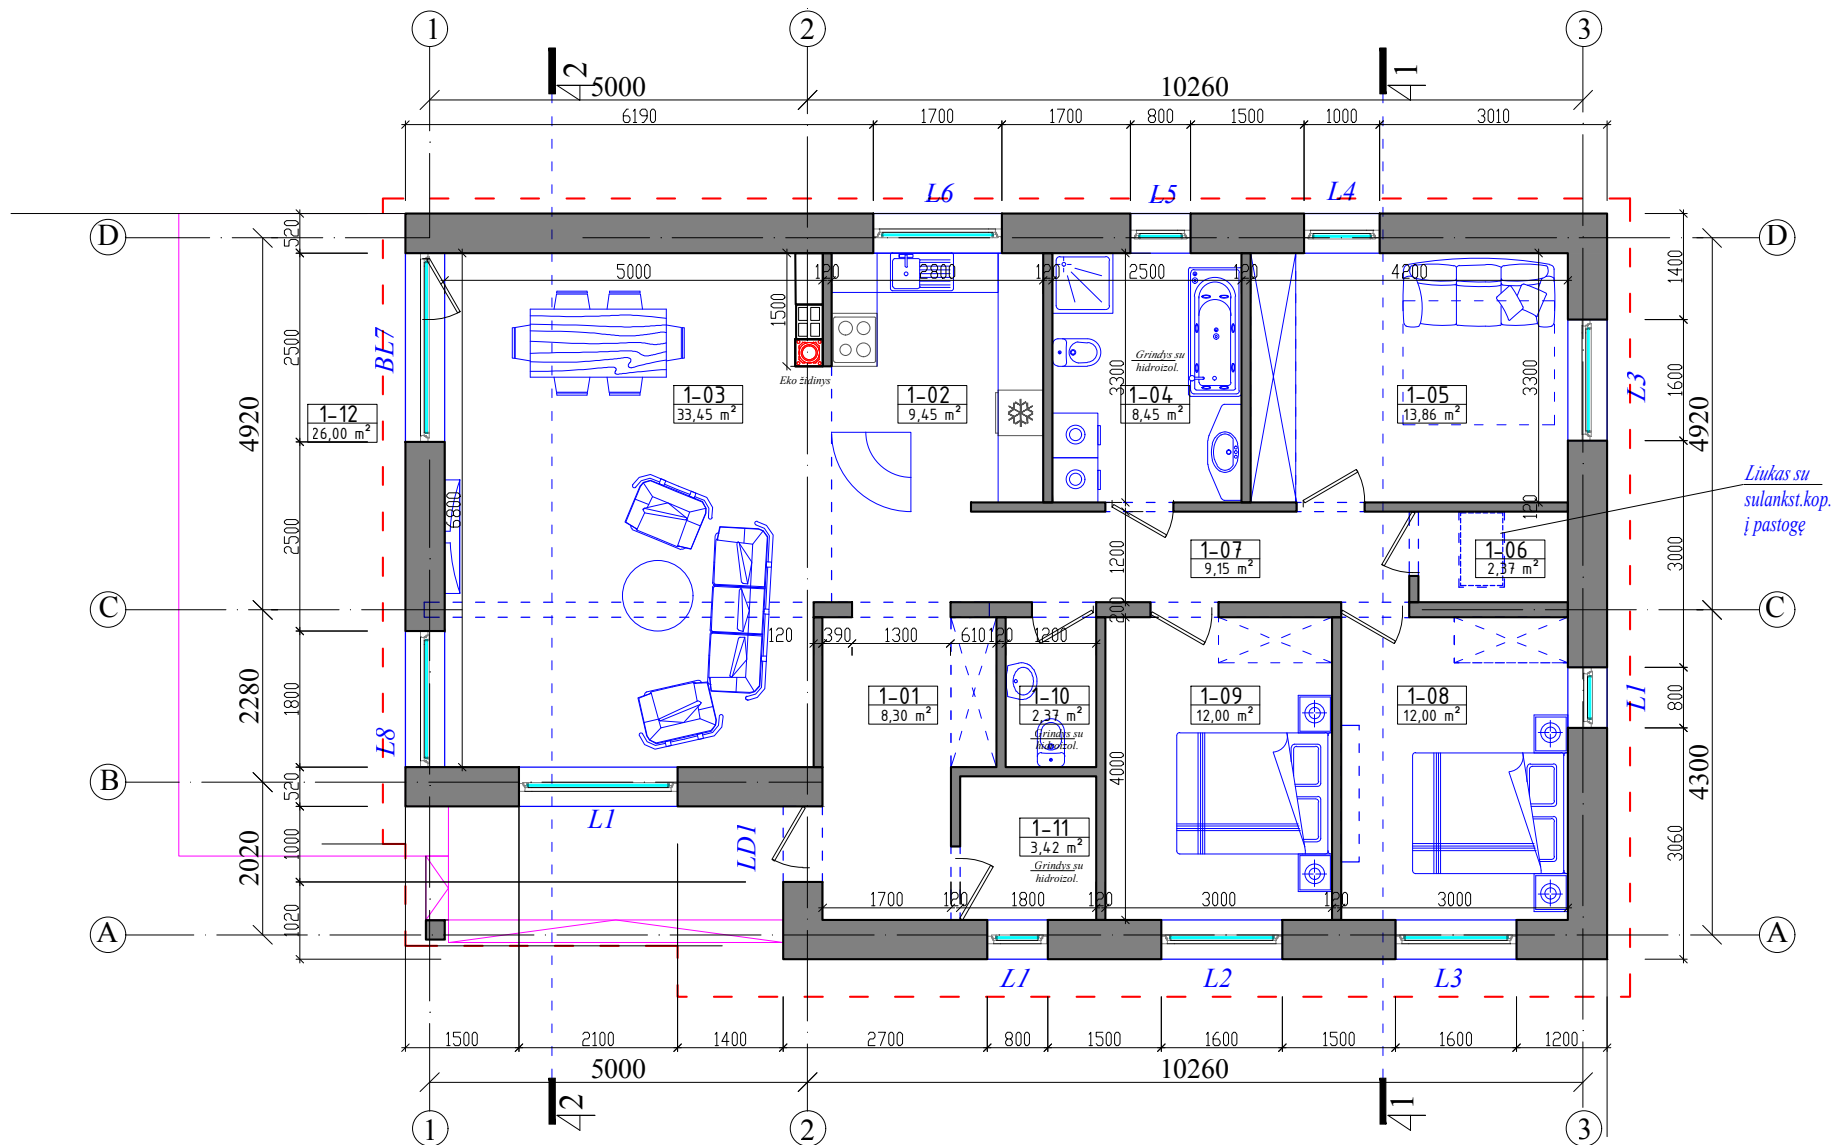 1
2
3
2
1
5000
10260
6190
1700
1700
800
1500
1000
3010
L6
L5
L4
D
D
520
1400
5000
120
2800
120
2500
120
4200
1500
BL7
2500
Grindys su
hidroizol.
3300
3300
1600
L3
Eko židinys
1-12
26,00 m²
1-03
33,45 m²
1-02
9,45 m²
1-04
8,45 m²
1-05
13,86 m²
4920
4920
Liukas su
sulankst.kop.
į pastogę
6800
2500
120
1-07
9,15 m²
1-06
2,37 m²
1200
3000
C
C
200
120
390
1300
610
120
1200
2280
1800
1-01
8,30 m²
1-10
2,37 m²
Grindys su
hidroizol.
1-09
12,00 m²
1-08
12,00 m²
800
L1
L8
4000
4300
B
520
L1
LD1
1-11
3,42 m²
Grindys su
hidroizol.
2020
1000
3060
1700
120
1800
120
3000
120
3000
A
A
1020
L1
L2
L3
1500
2100
1400
2700
800
1500
1600
1500
1600
1200
5000
10260
2
1
1
2
3